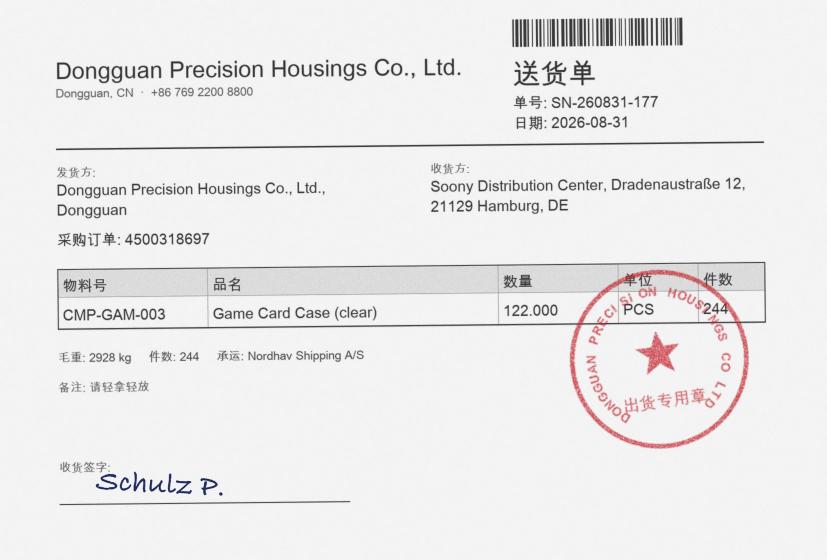 Dongguan Precision Housings Co., Ltd.
Dongguan, CN · +86 769 2200 8800
送货单
单号: SN-260831-177
日期: 2026-08-31
发货方:
Dongguan Precision Housings Co., Ltd.,
Dongguan
收货方:
Soony Distribution Center, Dradenaustraße 12,
21129 Hamburg, DE
采购订单: 4500318697
物料号 品名 数量 单位 件数
CMP-GAM-003 Game Card Case (clear) 122.000 PCS 244
毛重: 2928 kg 件数: 244 承运: Nordhav Shipping A/S
备注: 请轻拿轻放
DONGGUAN PRECISION HOUSINGS CO LTD
出货专用章
收货签字:
Schulz P.